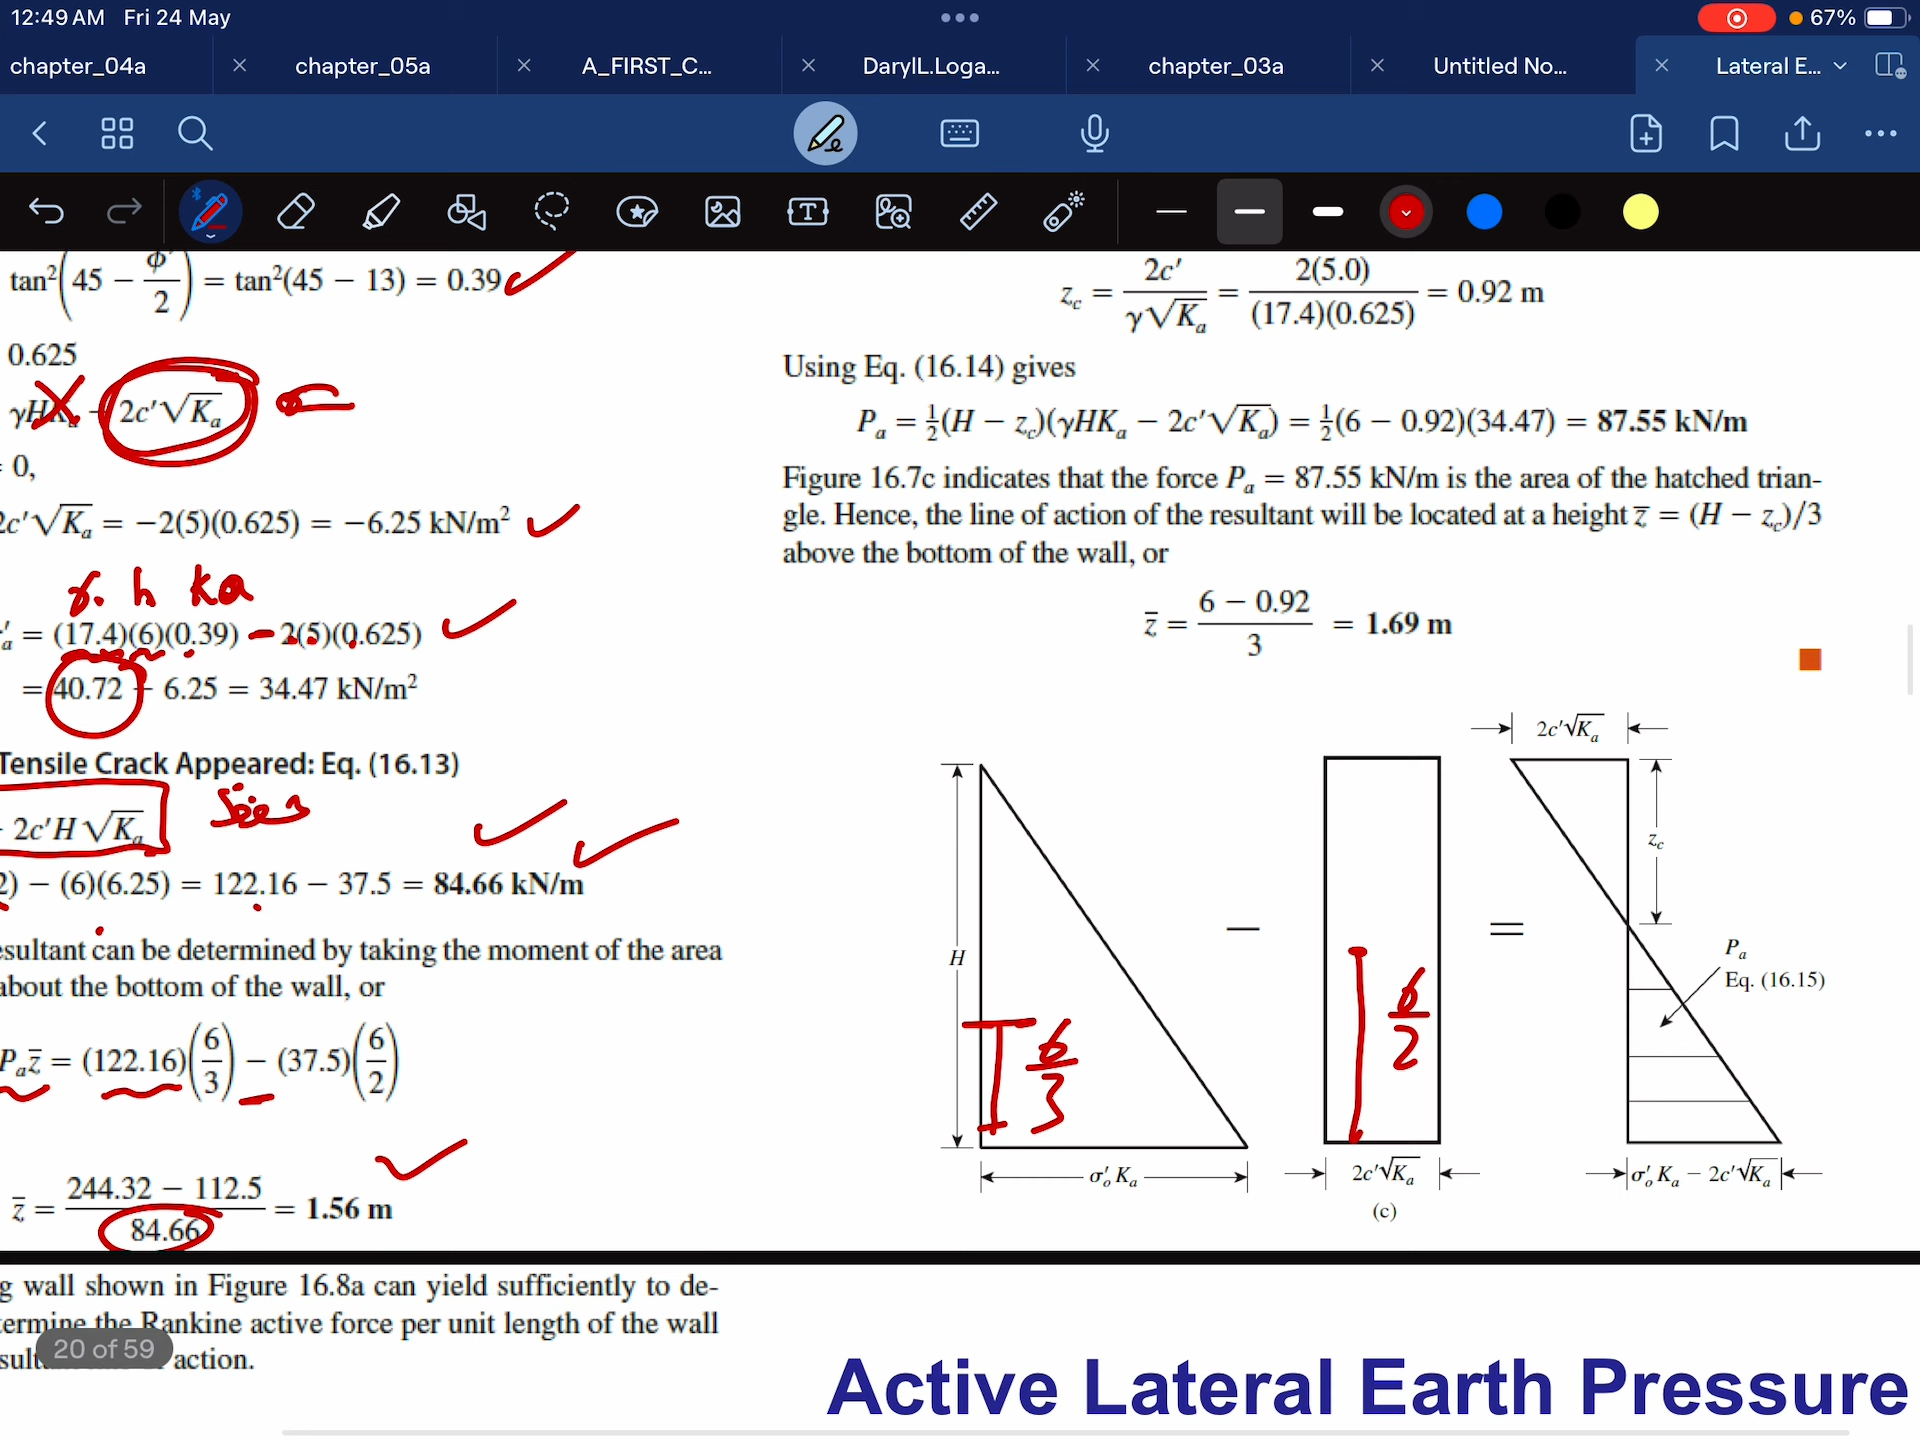 12:49 AM Fri 24 May
67%
chapter_04a
chapter_05a
A_FIRST_C...
DarylL.Loga...
chapter_03a
Untitled No...
Lateral E...
tan²(45 − φ′/2) = tan²(45 − 13) = 0.39
0.625
γHKₐ − 2c′√Kₐ
= 0,
2c′√Kₐ = −2(5)(0.625) = −6.25 kN/m²
γ. h ka
′ₐ = (17.4)(6)(0.39) − 2(5)(0.625)
= 40.72 − 6.25 = 34.47 kN/m²
Tensile Crack Appeared: Eq. (16.13)
− 2c′H√Kₐ
2) − (6)(6.25) = 122.16 − 37.5 = 84.66 kN/m
esultant can be determined by taking the moment of the area
about the bottom of the wall, or
Pₐz̄ = (122.16)(6/3) − (37.5)(6/2)
z̄ = (244.32 − 112.5)/84.66 = 1.56 m
z_c = 2c′/(γ√Kₐ) = 2(5.0)/((17.4)(0.625)) = 0.92 m
Using Eq. (16.14) gives
Pₐ = ½(H − z_c)(γHKₐ − 2c′√Kₐ) = ½(6 − 0.92)(34.47) = 87.55 kN/m
Figure 16.7c indicates that the force Pₐ = 87.55 kN/m is the area of the hatched trian-
gle. Hence, the line of action of the resultant will be located at a height z̄ = (H − z_c)/3
above the bottom of the wall, or
z̄ = (6 − 0.92)/3 = 1.69 m
2c′√Kₐ
z_c
H
−
=
Pₐ
Eq. (16.15)
6/3
6/2
σ′ₒ Kₐ
2c′√Kₐ
σ′ₒ Kₐ − 2c′√Kₐ
(c)
g wall shown in Figure 16.8a can yield sufficiently to de-
termine the Rankine active force per unit length of the wall
sult action.
20 of 59
Active Lateral Earth Pressure